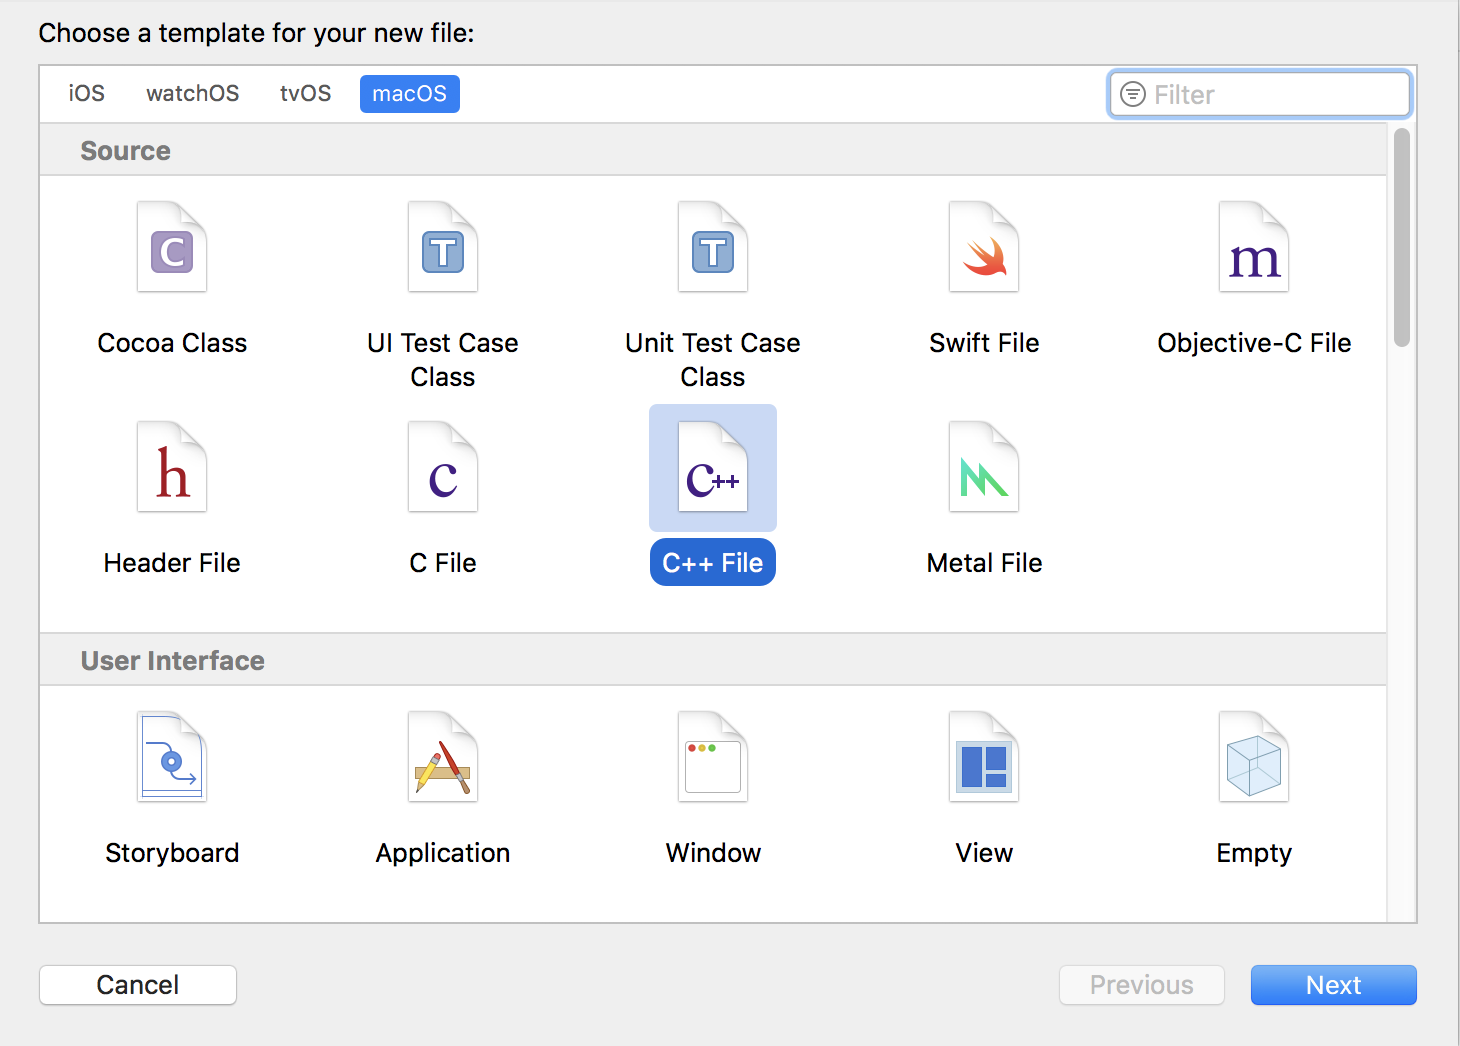 Choose a template for your new file:
iOS watchOS tvOS macOS Filter
Source
C T T m
Cocoa Class UI Test Case Class Unit Test Case Class Swift File Objective-C File
h c C++
Header File C File C++ File Metal File
User Interface
Storyboard Application Window View Empty
Cancel Previous Next